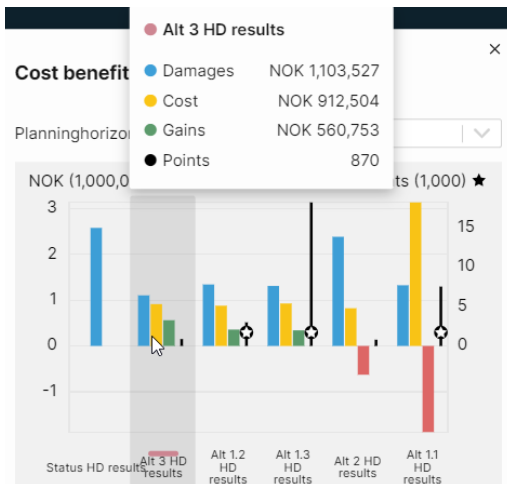 Alt 3 HD results
Cost benefit
Damages NOK 1,103,527
Cost NOK 912,504
Gains NOK 560,753
Points 870
Planninghorizo
NOK (1,000,0
ts (1,000) ★
3
2
1
0
-1
15
10
5
0
Status HD results
Alt 3 HD
results
Alt 1.2
HD
results
Alt 1.3
HD
results
Alt 2 HD
results
Alt 1.1
HD
results